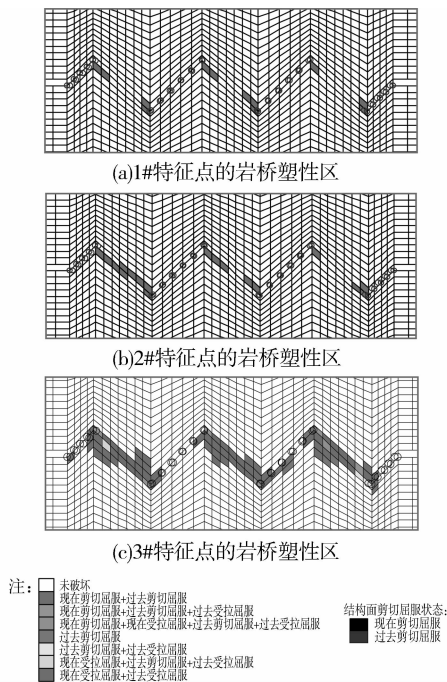 (a)1#特征点的岩桥塑性区
(b)2#特征点的岩桥塑性区
(c)3#特征点的岩桥塑性区
注：
未破坏
现在剪切屈服+过去剪切屈服
现在剪切屈服+过去剪切屈服+过去受拉屈服
现在剪切屈服+现在受拉屈服+过去剪切屈服+过去受拉屈服
过去剪切屈服
过去剪切屈服+过去受拉屈服
现在受拉屈服+过去剪切屈服+过去受拉屈服
现在受拉屈服+过去受拉屈服
结构面剪切屈服状态：
现在剪切屈服
过去剪切屈服